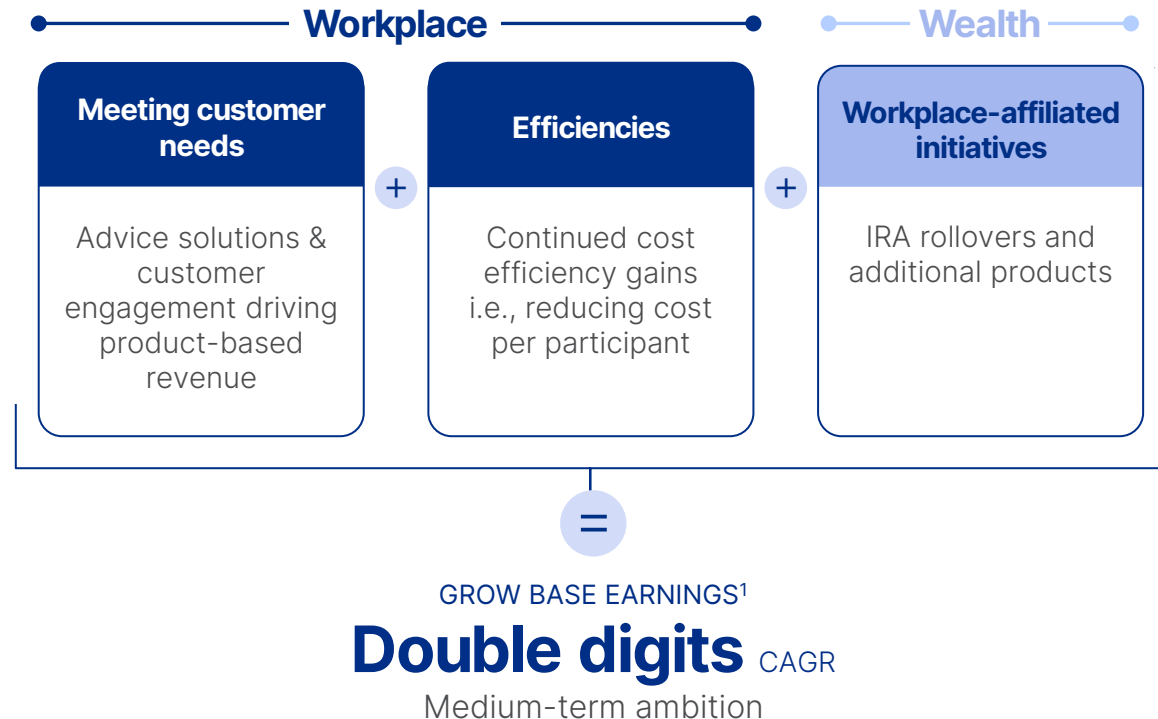 Workplace
Wealth
Meeting customer
needs
Advice solutions &
customer
engagement driving
product-based
revenue
+
Efficiencies
Continued cost
efficiency gains
i.e., reducing cost
per participant
+
Workplace-affiliated
initiatives
IRA rollovers and
additional products
=
GROW BASE EARNINGS¹
Double digits CAGR
Medium-term ambition